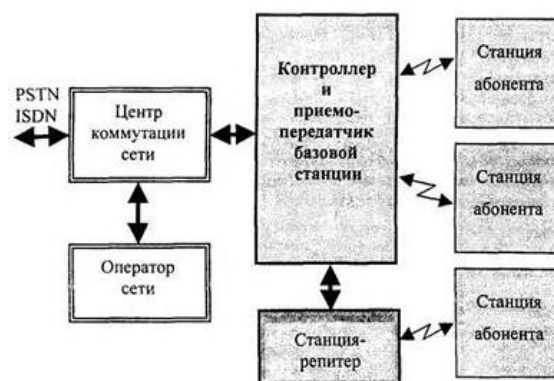 PSTN
ISDN
Центр
коммутации
сети
Оператор
сети
Контроллер
и
приемо-
передатчик
базовой
станции
Станция-
репитер
Станция
абонента
Станция
абонента
Станция
абонента